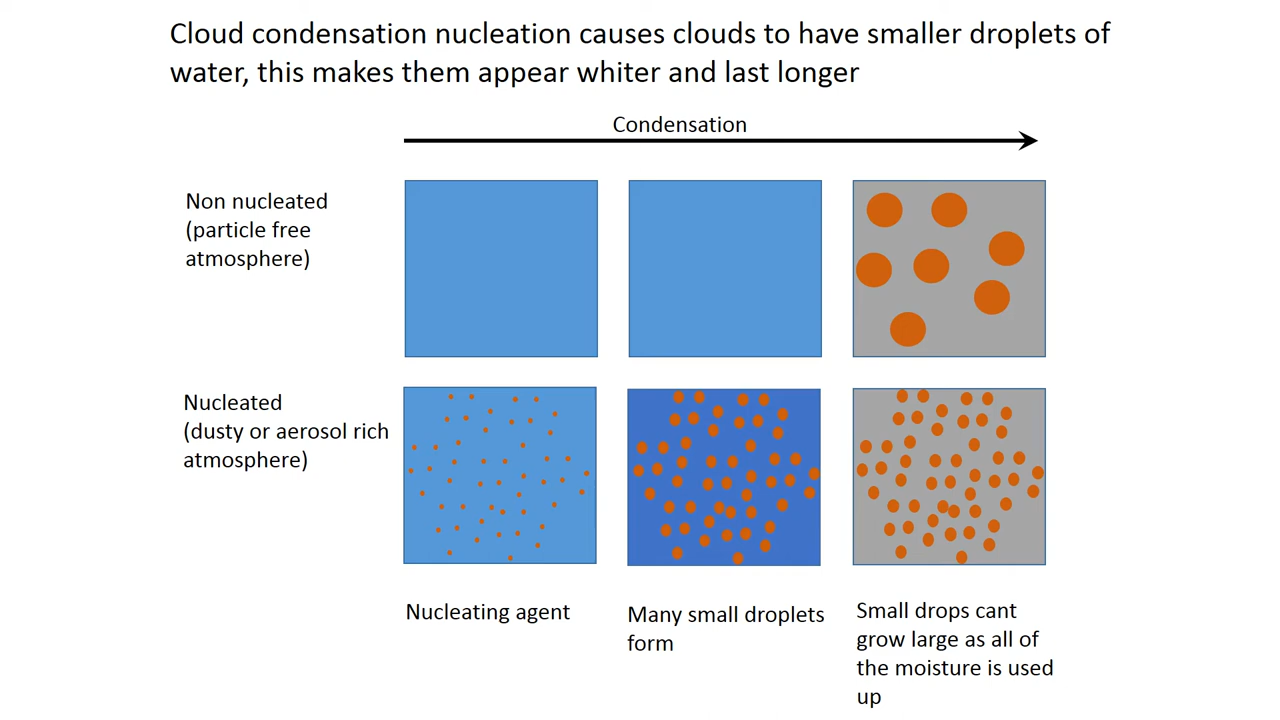 Cloud condensation nucleation causes clouds to have smaller droplets of
water, this makes them appear whiter and last longer
Condensation
Non nucleated
(particle free
atmosphere)
Nucleated
(dusty or aerosol rich
atmosphere)
Nucleating agent
Many small droplets
form
Small drops cant
grow large as all of
the moisture is used
up